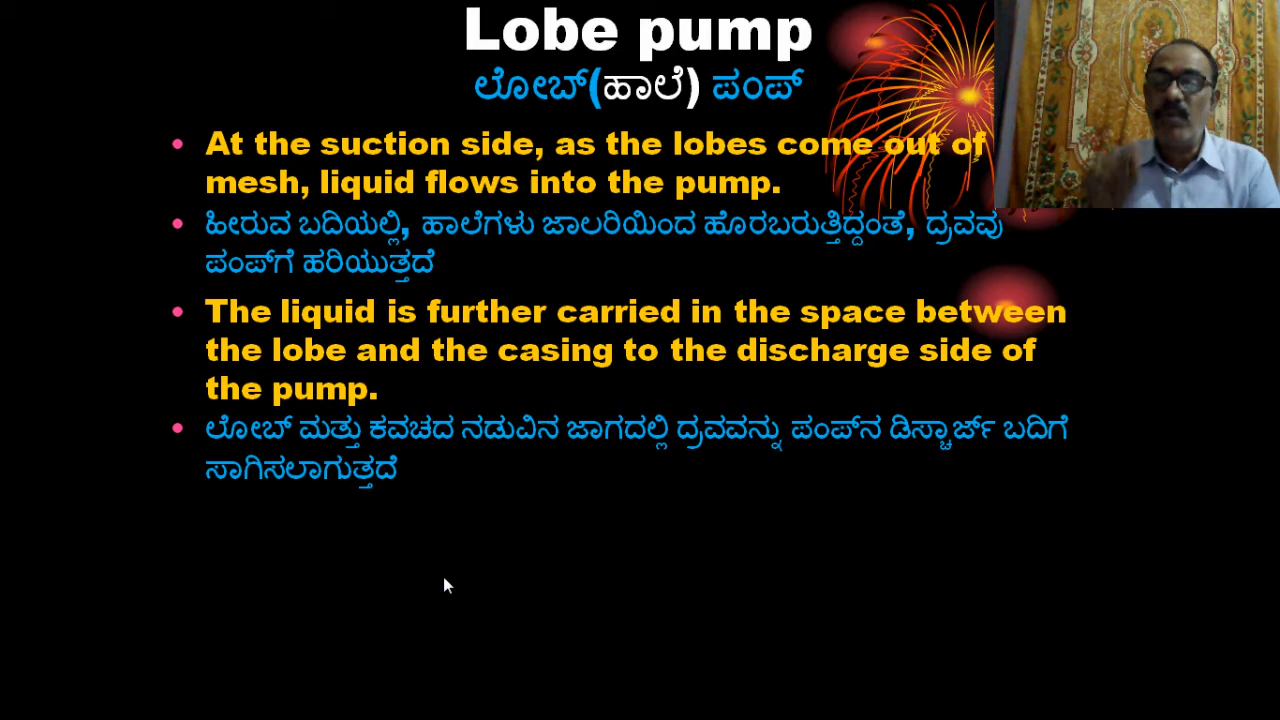 Lobe pump
ಲೋಬ್(ಹಾಲೆ) ಪಂಪ್
• At the suction side, as the lobes come out of
mesh, liquid flows into the pump.
• ಹೀರುವ ಬದಿಯಲ್ಲಿ, ಹಾಲೆಗಳು ಜಾಲರಿಯಿಂದ ಹೊರಬರುತ್ತಿದ್ದಂತೆ, ದ್ರವವು
ಪಂಪ್‌ಗೆ ಹರಿಯುತ್ತದೆ
• The liquid is further carried in the space between
the lobe and the casing to the discharge side of
the pump.
• ಲೋಬ್ ಮತ್ತು ಕವಚದ ನಡುವಿನ ಜಾಗದಲ್ಲಿ ದ್ರವವನ್ನು ಪಂಪ್‌ನ ಡಿಸ್ಚಾರ್ಜ್ ಬದಿಗೆ
ಸಾಗಿಸಲಾಗುತ್ತದೆ